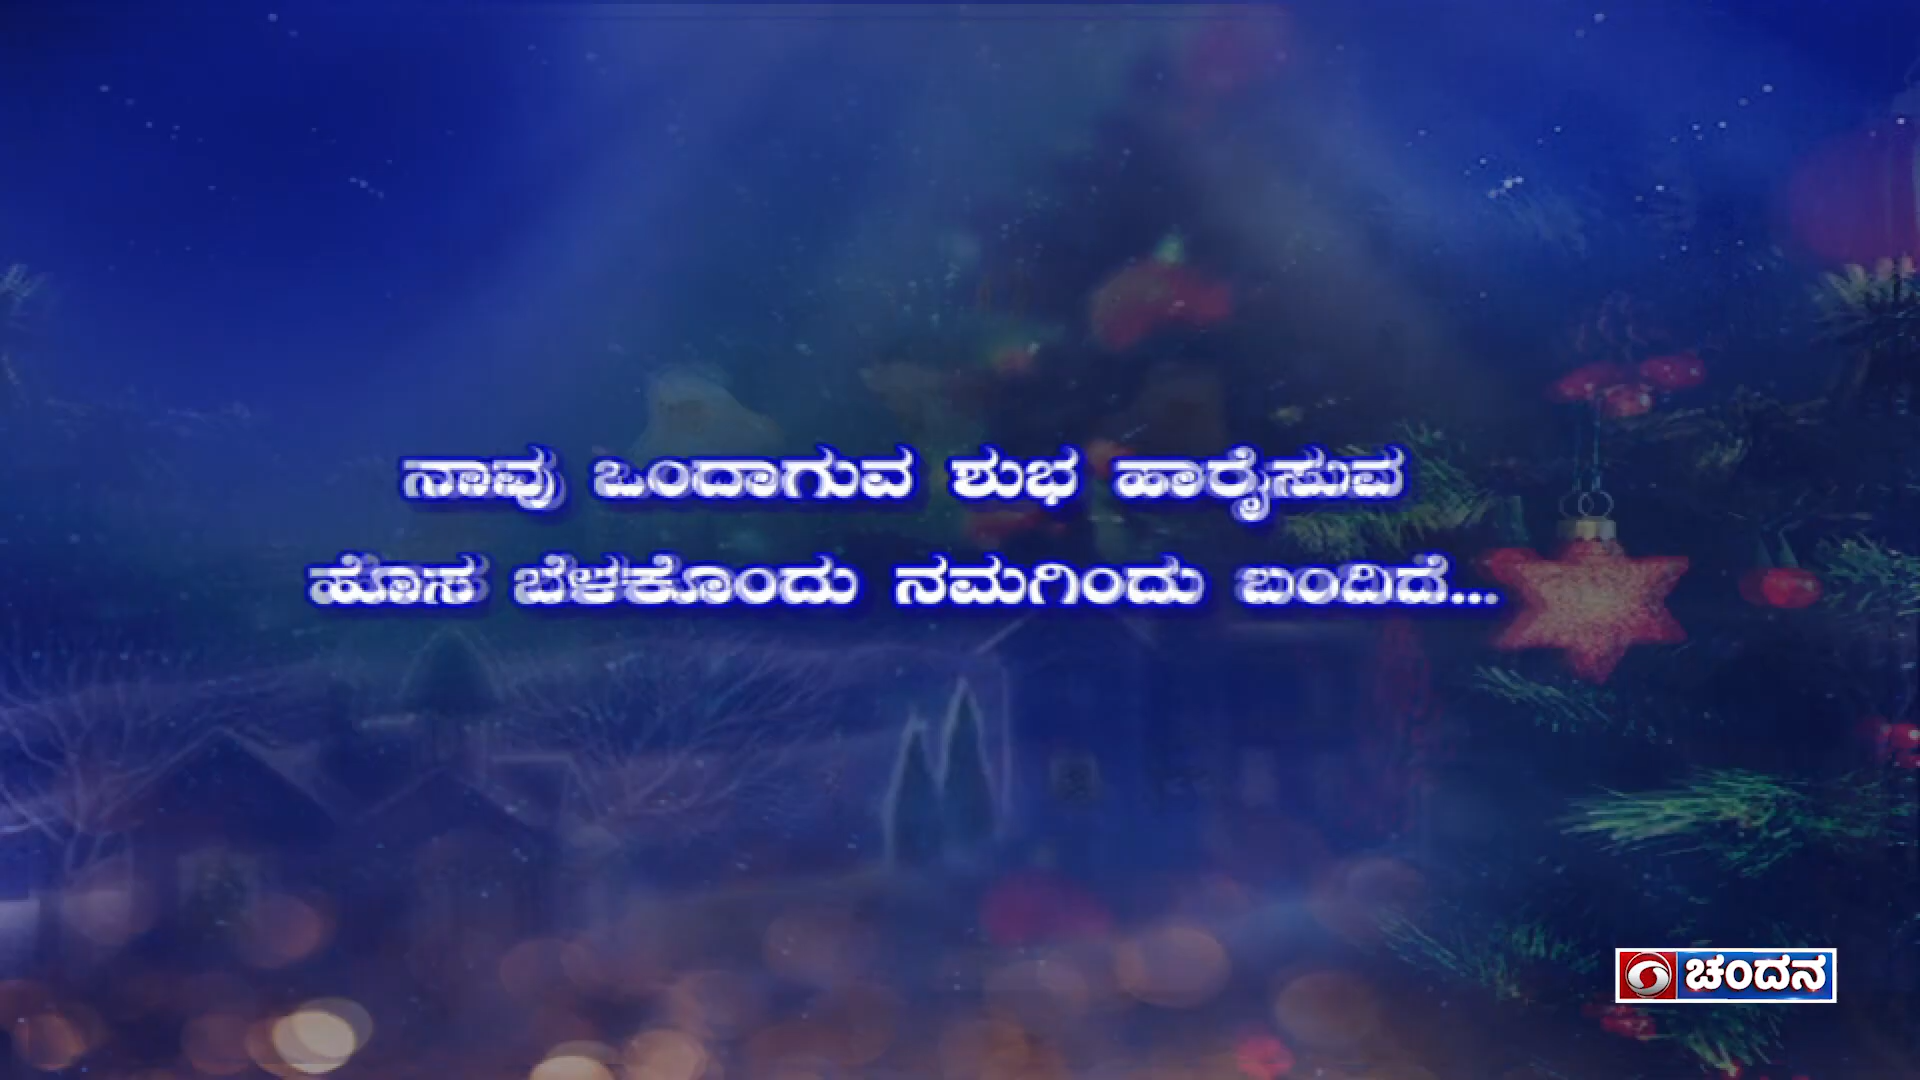 ನಾವು ಒಂದಾಗುವ ಶುಭ ಹಾರೈಸುವ
ಹೊಸ ಬೆಳಕೊಂದು ನಮಗಿಂದು ಬಂದಿದೆ...
ಚಂದನ